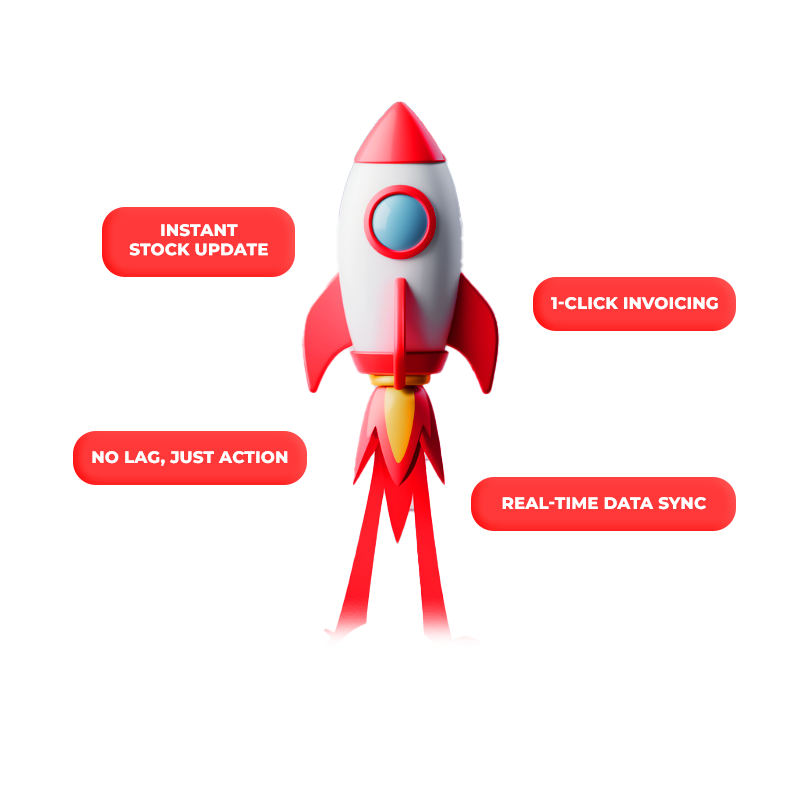 INSTANT
STOCK UPDATE
1-CLICK INVOICING
NO LAG, JUST ACTION
REAL-TIME DATA SYNC